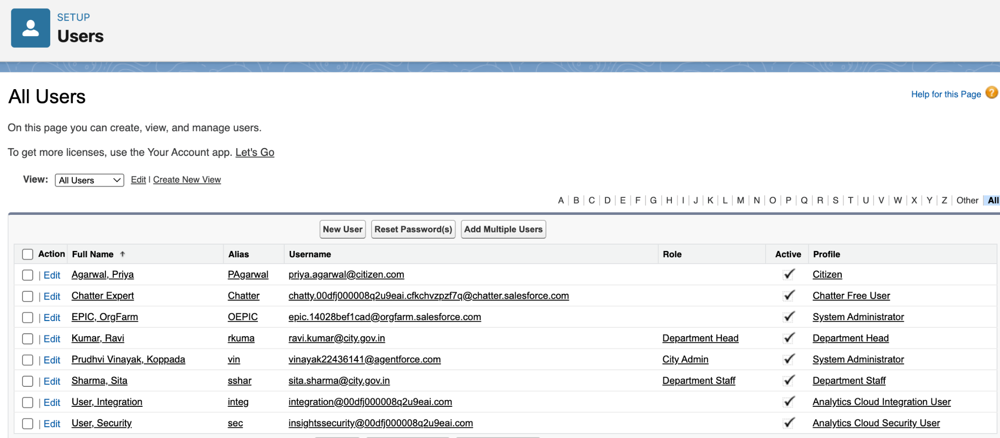 SETUP
Users
All Users
Help for this Page ?
On this page you can create, view, and manage users.
To get more licenses, use the Your Account app. Let's Go
View: All Users Edit | Create New View
A | B | C | D | E | F | G | H | I | J | K | L | M | N | O | P | Q | R | S | T | U | V | W | X | Y | Z | Other | All
New User Reset Password(s) Add Multiple Users
Action Full Name ↑ Alias Username Role Active Profile
| Edit Agarwal, Priya PAgarwal priya.agarwal@citizen.com Citizen
| Edit Chatter Expert Chatter chatty.00dfj000008q2u9eai.cfkchvzpzf7q@chatter.salesforce.com Chatter Free User
| Edit EPIC, OrgFarm OEPIC epic.14028bef1cad@orgfarm.salesforce.com System Administrator
| Edit Kumar, Ravi rkuma ravi.kumar@city.gov.in Department Head Department Head
| Edit Prudhvi Vinayak, Koppada vin vinayak22436141@agentforce.com City Admin System Administrator
| Edit Sharma, Sita sshar sita.sharma@city.gov.in Department Staff Department Staff
| Edit User, Integration integ integration@00dfj000008q2u9eai.com Analytics Cloud Integration User
| Edit User, Security sec insightssecurity@00dfj000008q2u9eai.com Analytics Cloud Security User